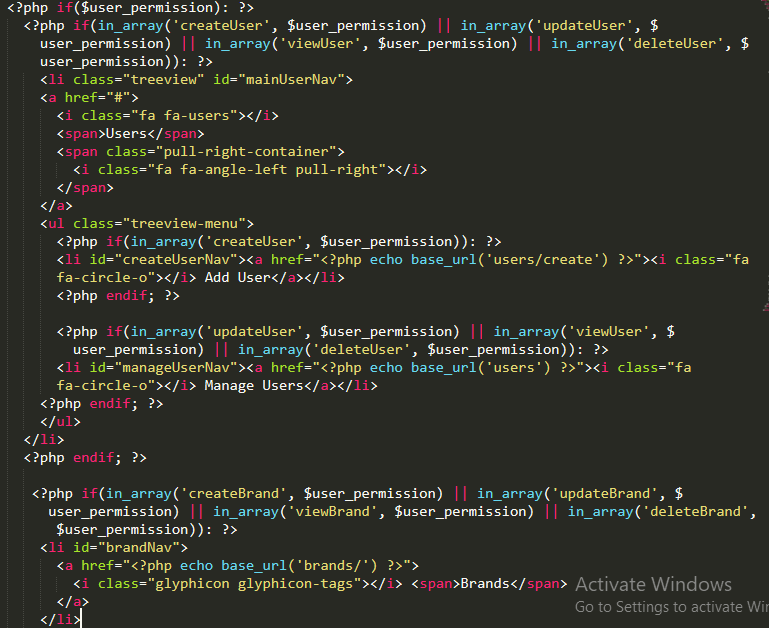 <?php if($user_permission): ?>
<?php if(in_array('createUser', $user_permission) || in_array('updateUser', $
user_permission) || in_array('viewUser', $user_permission) || in_array('deleteUser', $
user_permission)): ?>
<li class="treeview" id="mainUserNav">
<a href="#">
<i class="fa fa-users"></i>
<span>Users</span>
<span class="pull-right-container">
<i class="fa fa-angle-left pull-right"></i>
</span>
</a>
<ul class="treeview-menu">
<?php if(in_array('createUser', $user_permission)): ?>
<li id="createUserNav"><a href="<?php echo base_url('users/create') ?>"><i class="fa
fa-circle-o"></i> Add User</a></li>
<?php endif; ?>
<?php if(in_array('updateUser', $user_permission) || in_array('viewUser', $
user_permission) || in_array('deleteUser', $user_permission)): ?>
<li id="manageUserNav"><a href="<?php echo base_url('users') ?>"><i class="fa
fa-circle-o"></i> Manage Users</a></li>
<?php endif; ?>
</ul>
</li>
<?php endif; ?>
<?php if(in_array('createBrand', $user_permission) || in_array('updateBrand', $
user_permission) || in_array('viewBrand', $user_permission) || in_array('deleteBrand',
$user_permission)): ?>
<li id="brandNav">
<a href="<?php echo base_url('brands/') ?>">
<i class="glyphicon glyphicon-tags"></i> <span>Brands</span>
</a>
</li>
Activate Windows
Go to Settings to activate Win